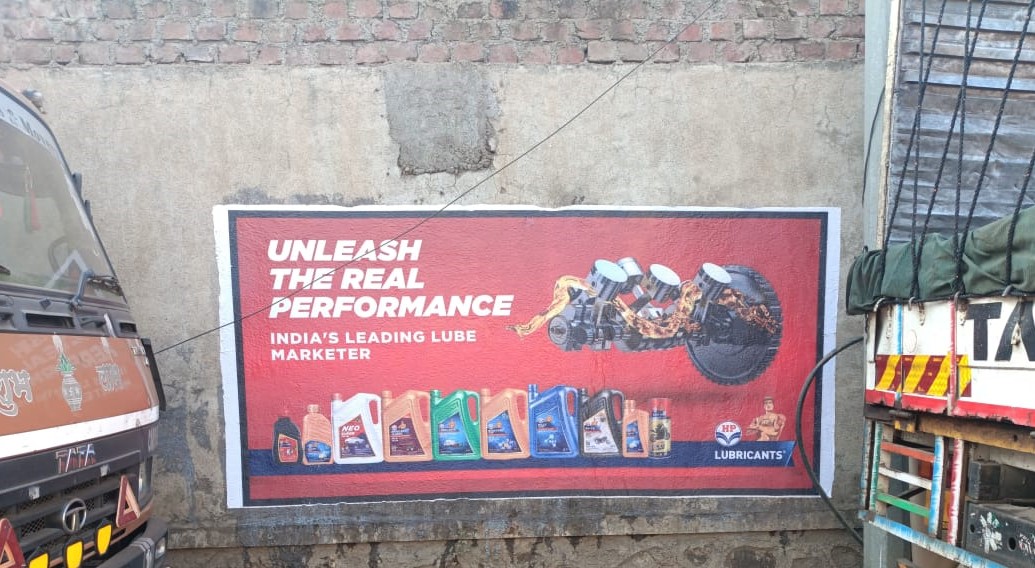 UNLEASH
THE REAL
PERFORMANCE
INDIA'S LEADING LUBE
MARKETER
NEO
HP
LUBRICANTS
शुभ
लाभ
TATA
TA